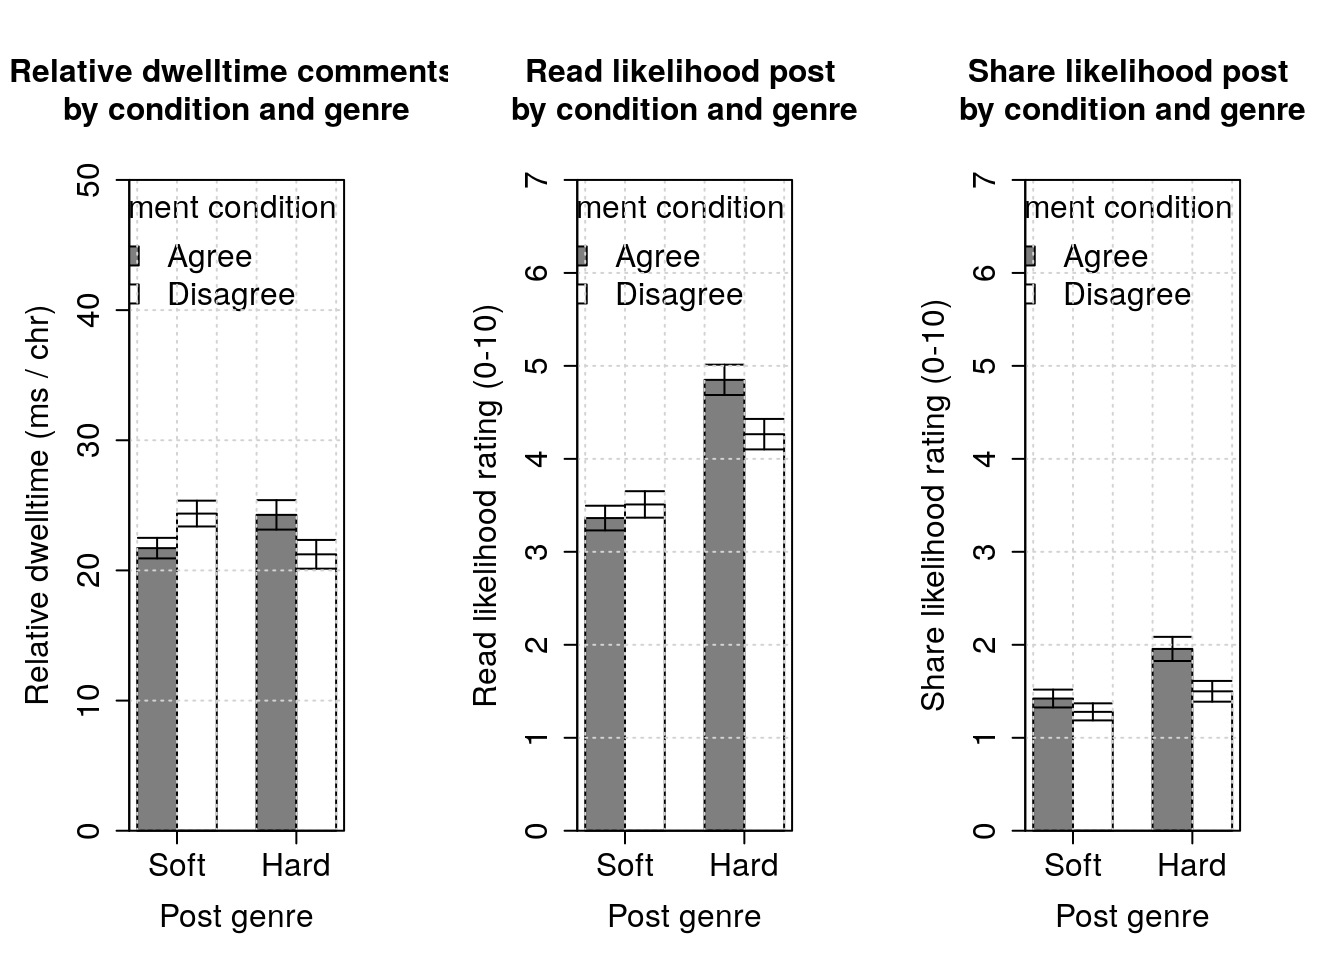 Relative dwelltime comments
by condition and genre
Relative dwelltime (ms / chr)
0
10
20
30
40
50
ment condition
Agree
Disagree
Soft
Hard
Post genre
Read likelihood post
by condition and genre
Read likelihood rating (0-10)
0
1
2
3
4
5
6
7
ment condition
Agree
Disagree
Soft
Hard
Post genre
Share likelihood post
by condition and genre
Share likelihood rating (0-10)
0
1
2
3
4
5
6
7
ment condition
Agree
Disagree
Soft
Hard
Post genre